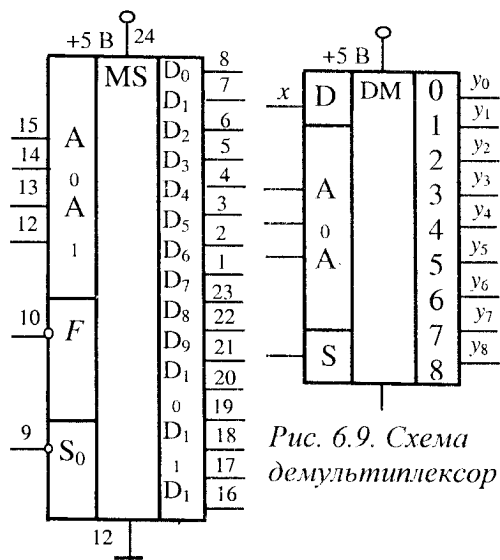 +5 В 24
MS
15
14
13
12
A
0
A
1
10
F
9
S0
12
D0 8
D1 7
D2 6
D3 5
D4 4
D5 3
D6 2
D7 1
D8 23
D9 22
D1 21
0 20
D1 19
1 18
D1 17
16
+5 В
x D DM
A
0
A
S
0 y0
1 y1
2 y2
3 y3
4 y4
5 y5
6 y6
7 y7
8 y8
Рис. 6.9. Схема
демультиплексор